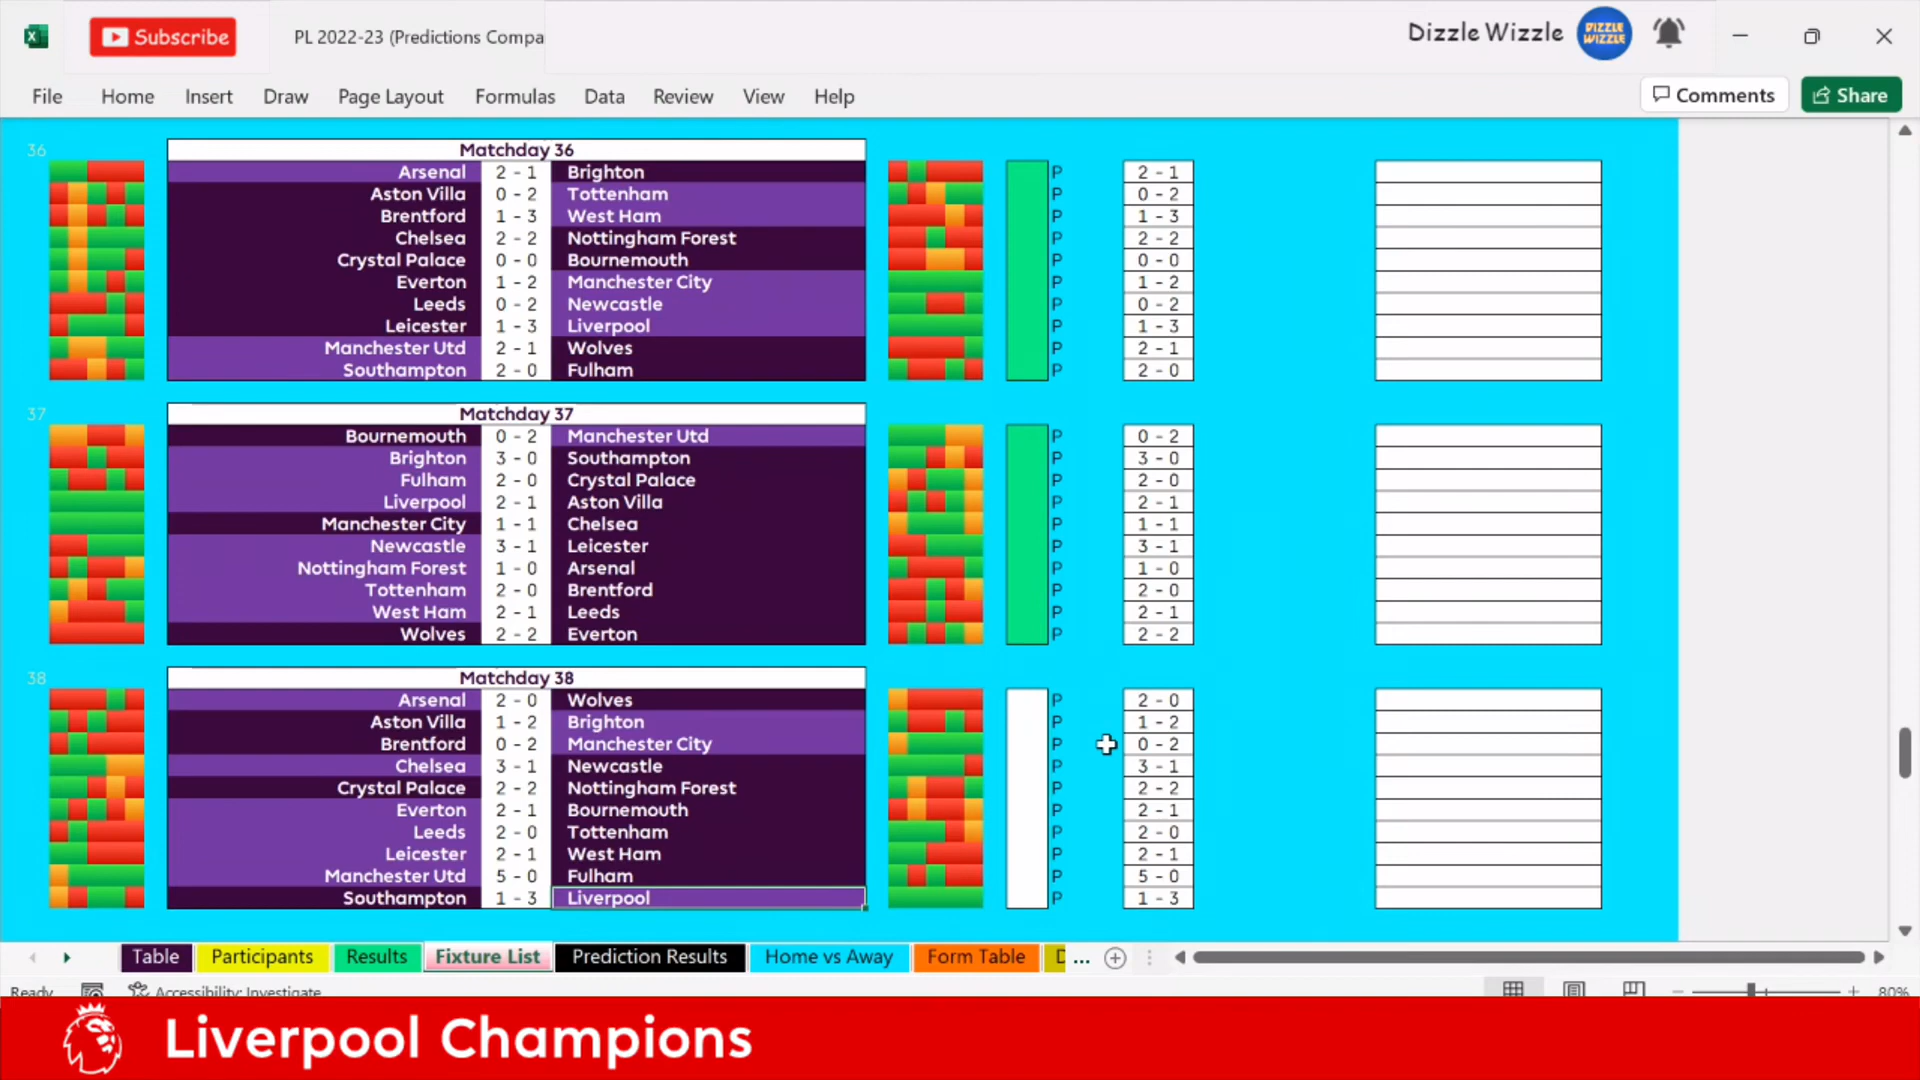 Subscribe
PL 2022-23 (Predictions Compa
Dizzle Wizzle
DIZZLE
WIZZLE
File Home Insert Draw Page Layout Formulas Data Review View Help
Comments
Share
36
Matchday 36
Arsenal 2 - 1 Brighton P 2 - 1
Aston Villa 0 - 2 Tottenham P 0 - 2
Brentford 1 - 3 West Ham P 1 - 3
Chelsea 2 - 2 Nottingham Forest P 2 - 2
Crystal Palace 0 - 0 Bournemouth P 0 - 0
Everton 1 - 2 Manchester City P 1 - 2
Leeds 0 - 2 Newcastle P 0 - 2
Leicester 1 - 3 Liverpool P 1 - 3
Manchester Utd 2 - 1 Wolves P 2 - 1
Southampton 2 - 0 Fulham P 2 - 0
37
Matchday 37
Bournemouth 0 - 2 Manchester Utd P 0 - 2
Brighton 3 - 0 Southampton P 3 - 0
Fulham 2 - 0 Crystal Palace P 2 - 0
Liverpool 2 - 1 Aston Villa P 2 - 1
Manchester City 1 - 1 Chelsea P 1 - 1
Newcastle 3 - 1 Leicester P 3 - 1
Nottingham Forest 1 - 0 Arsenal P 1 - 0
Tottenham 2 - 0 Brentford P 2 - 0
West Ham 2 - 1 Leeds P 2 - 1
Wolves 2 - 2 Everton P 2 - 2
38
Matchday 38
Arsenal 2 - 0 Wolves P 2 - 0
Aston Villa 1 - 2 Brighton P 1 - 2
Brentford 0 - 2 Manchester City P 0 - 2
Chelsea 3 - 1 Newcastle P 3 - 1
Crystal Palace 2 - 2 Nottingham Forest P 2 - 2
Everton 2 - 1 Bournemouth P 2 - 1
Leeds 2 - 0 Tottenham P 2 - 0
Leicester 2 - 1 West Ham P 2 - 1
Manchester Utd 5 - 0 Fulham P 5 - 0
Southampton 1 - 3 Liverpool P 1 - 3
Table Participants Results Fixture List Prediction Results Home vs Away Form Table D ...
Ready Accessibility: Investigate 80%
Liverpool Champions